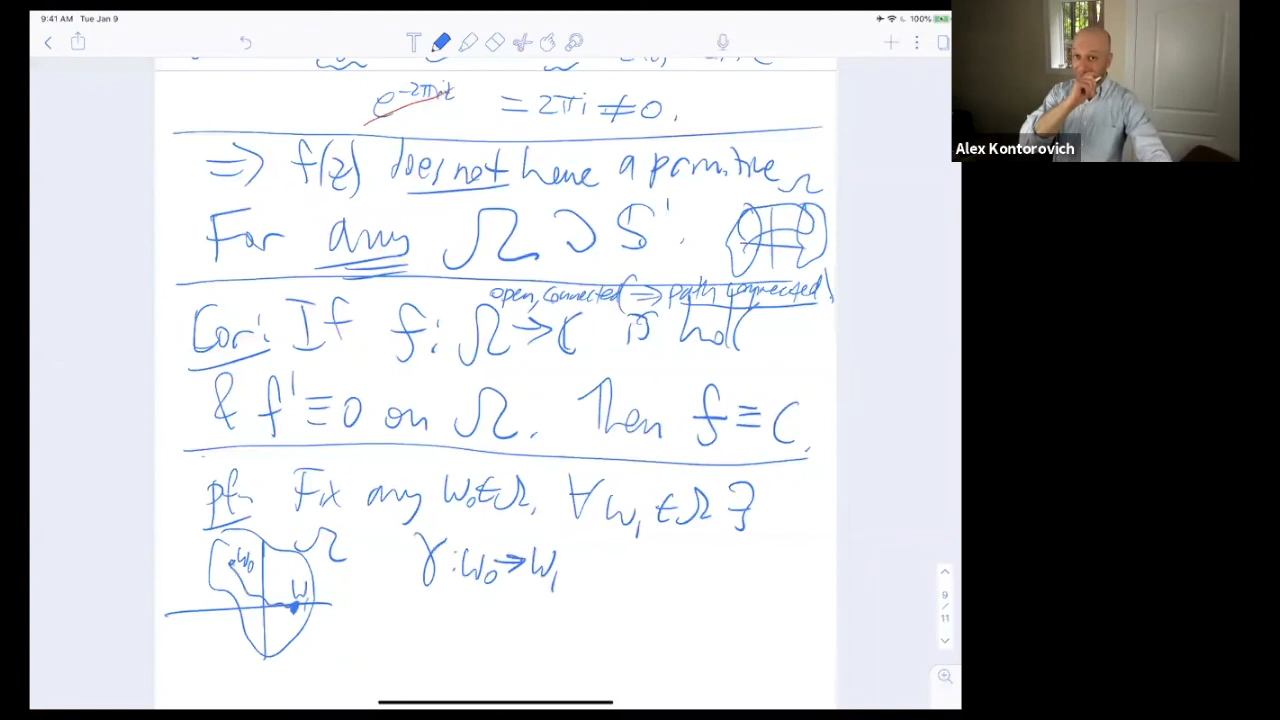 9:41 AM Tue Jan 9
100%
e^{-2πit} = 2πi ≠ 0.
⇒ f(z) does not have a primitive
For any Ω ⊃ S¹. Ω
open, connected (⇒ path connected)
Cor: If f: Ω → ℂ is hol
& f' ≡ 0 on Ω. Then f ≡ C.
pf: Fix any w₀ ∈ Ω, ∀ w₁ ∈ Ω ∃
Ω
γ: w₀ → w₁
w₀
w₁
9
/
11
Alex Kontorovich